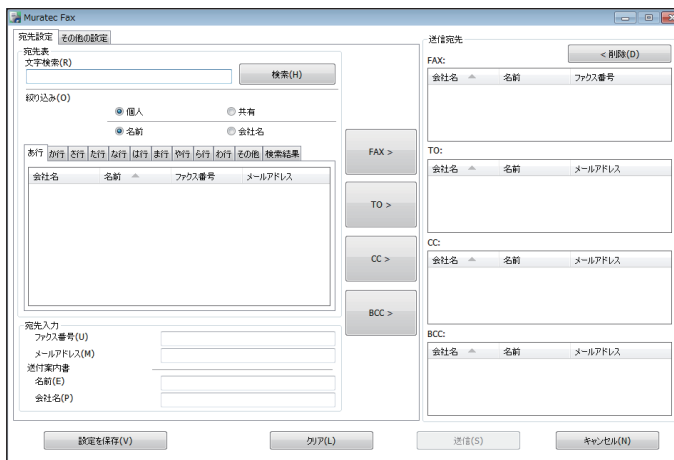 Muratec Fax
宛先設定 その他の設定
宛先表
文字検索(R)
検索(H)
絞り込み(O)
個人 共有
名前 会社名
あ行 か行 さ行 た行 な行 は行 ま行 や行 ら行 わ行 その他 検索結果
会社名 名前 ファクス番号 メールアドレス
宛先入力
ファクス番号(U)
メールアドレス(M)
送付案内書
名前(E)
会社名(P)
FAX >
TO >
CC >
BCC >
送信宛先
< 削除(D)
FAX:
会社名 名前 ファクス番号
TO:
会社名 名前 メールアドレス
CC:
会社名 名前 メールアドレス
BCC:
会社名 名前 メールアドレス
設定を保存(V) クリア(L) 送信(S) キャンセル(N)